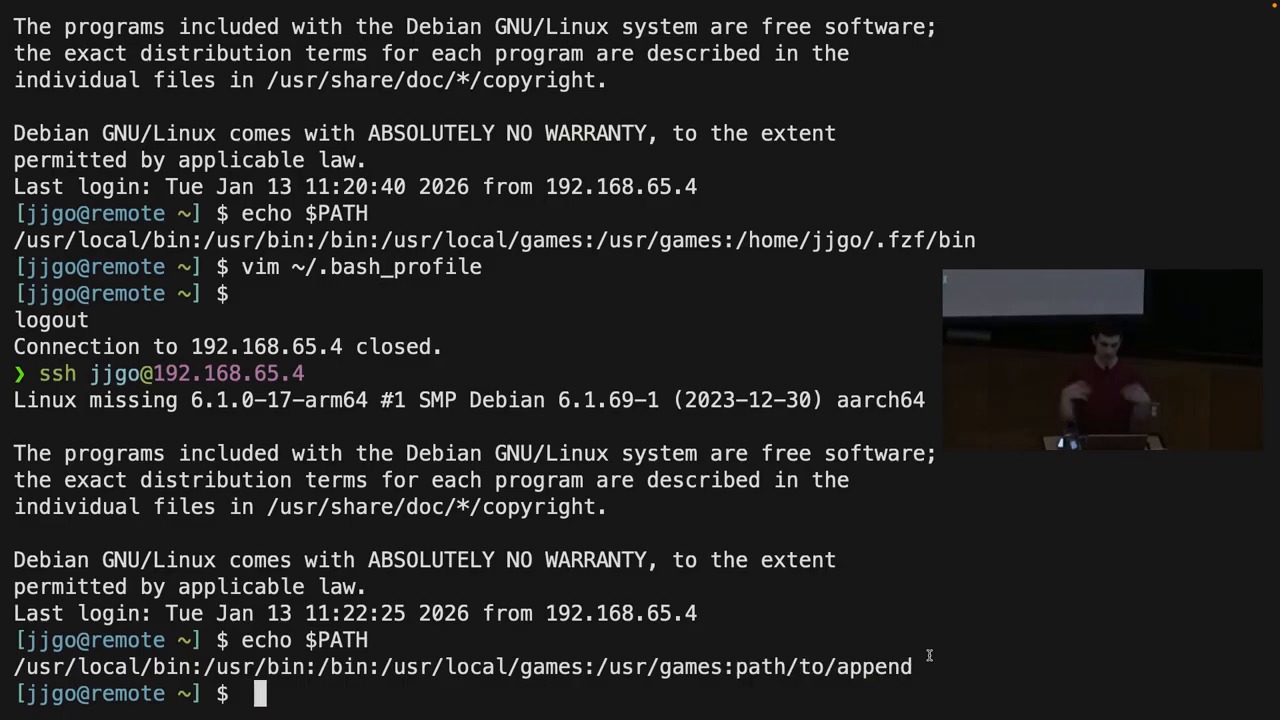 The programs included with the Debian GNU/Linux system are free software;
the exact distribution terms for each program are described in the
individual files in /usr/share/doc/*/copyright.
Debian GNU/Linux comes with ABSOLUTELY NO WARRANTY, to the extent
permitted by applicable law.
Last login: Tue Jan 13 11:20:40 2026 from 192.168.65.4
[jjgo@remote ~] $ echo $PATH
/usr/local/bin:/usr/bin:/bin:/usr/local/games:/usr/games:/home/jjgo/.fzf/bin
[jjgo@remote ~] $ vim ~/.bash_profile
[jjgo@remote ~] $
logout
Connection to 192.168.65.4 closed.
❯ ssh jjgo@192.168.65.4
Linux missing 6.1.0-17-arm64 #1 SMP Debian 6.1.69-1 (2023-12-30) aarch64
The programs included with the Debian GNU/Linux system are free software;
the exact distribution terms for each program are described in the
individual files in /usr/share/doc/*/copyright.
Debian GNU/Linux comes with ABSOLUTELY NO WARRANTY, to the extent
permitted by applicable law.
Last login: Tue Jan 13 11:22:25 2026 from 192.168.65.4
[jjgo@remote ~] $ echo $PATH
/usr/local/bin:/usr/bin:/bin:/usr/local/games:/usr/games:path/to/append
[jjgo@remote ~] $